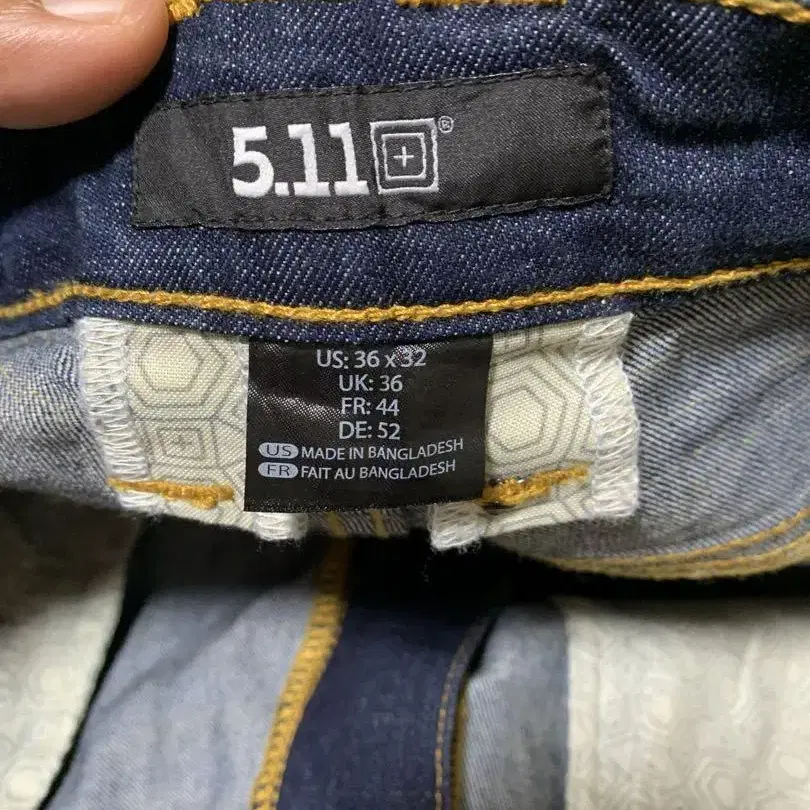 5.11®
US: 36 x 32
UK: 36
FR: 44
DE: 52
US MADE IN BANGLADESH
FR FAIT AU BANGLADESH